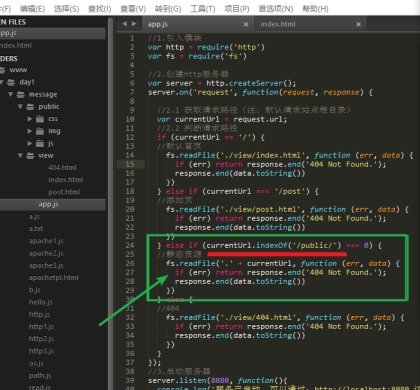 选择(S) 查找(I) 查看(V) 转到(G) 工具(T) 项目(P) 首选项(N) 帮助(H)
app.js
index.html
app.js
index.html
www
day1
message
public
css
img
js
view
404.html
index.html
post.html
app.js
a.js
a.txt
apache1.js
apache2.js
apache3.js
apachetpl.html
b.js
hello.js
http.js
http1.js
http2.js
http3.js
os.js
path.js
read.js
1 //1.引入模块
2 var http = require('http')
3 var fs = require('fs')
4
5 //2.创建http服务器
6 var server = http.createServer();
7 server.on('request', function(request, response) {
8
9 //2.1 获取请求路径（注：默认请求站点根目录）
10 var currentUrl = request.url;
11 //2.2 判断请求路径
12 if (currentUrl == '/') {
13 //默认首页
14 fs.readFile('./view/index.html', function (err, data) {
15 if (err) return response.end('404 Not Found.');
16 response.end(data.toString())
17 })
18 } else if (currentUrl === '/post') {
19 //添加页
20 fs.readFile('./view/post.html', function (err, data) {
21 if (err) return response.end('404 Not Found.');
22 response.end(data.toString())
23 })
24 } else if (currentUrl.indexOf('/public/') === 0) {
25 //静态资源
26 fs.readFile('.' + currentUrl, function (err, data) {
27 if (err) return response.end('404 Not Found.');
28 response.end(data.toString())
29 })
30 } else {
31 //404
32 fs.readFile('./view/404.html', function (err, data) {
33 if (err) return response.end('404 Not Found.');
34 response.end(data.toString())
35 })
36 }
37 });
38 //3.启动服务器
39 server.listen(8080, function(){